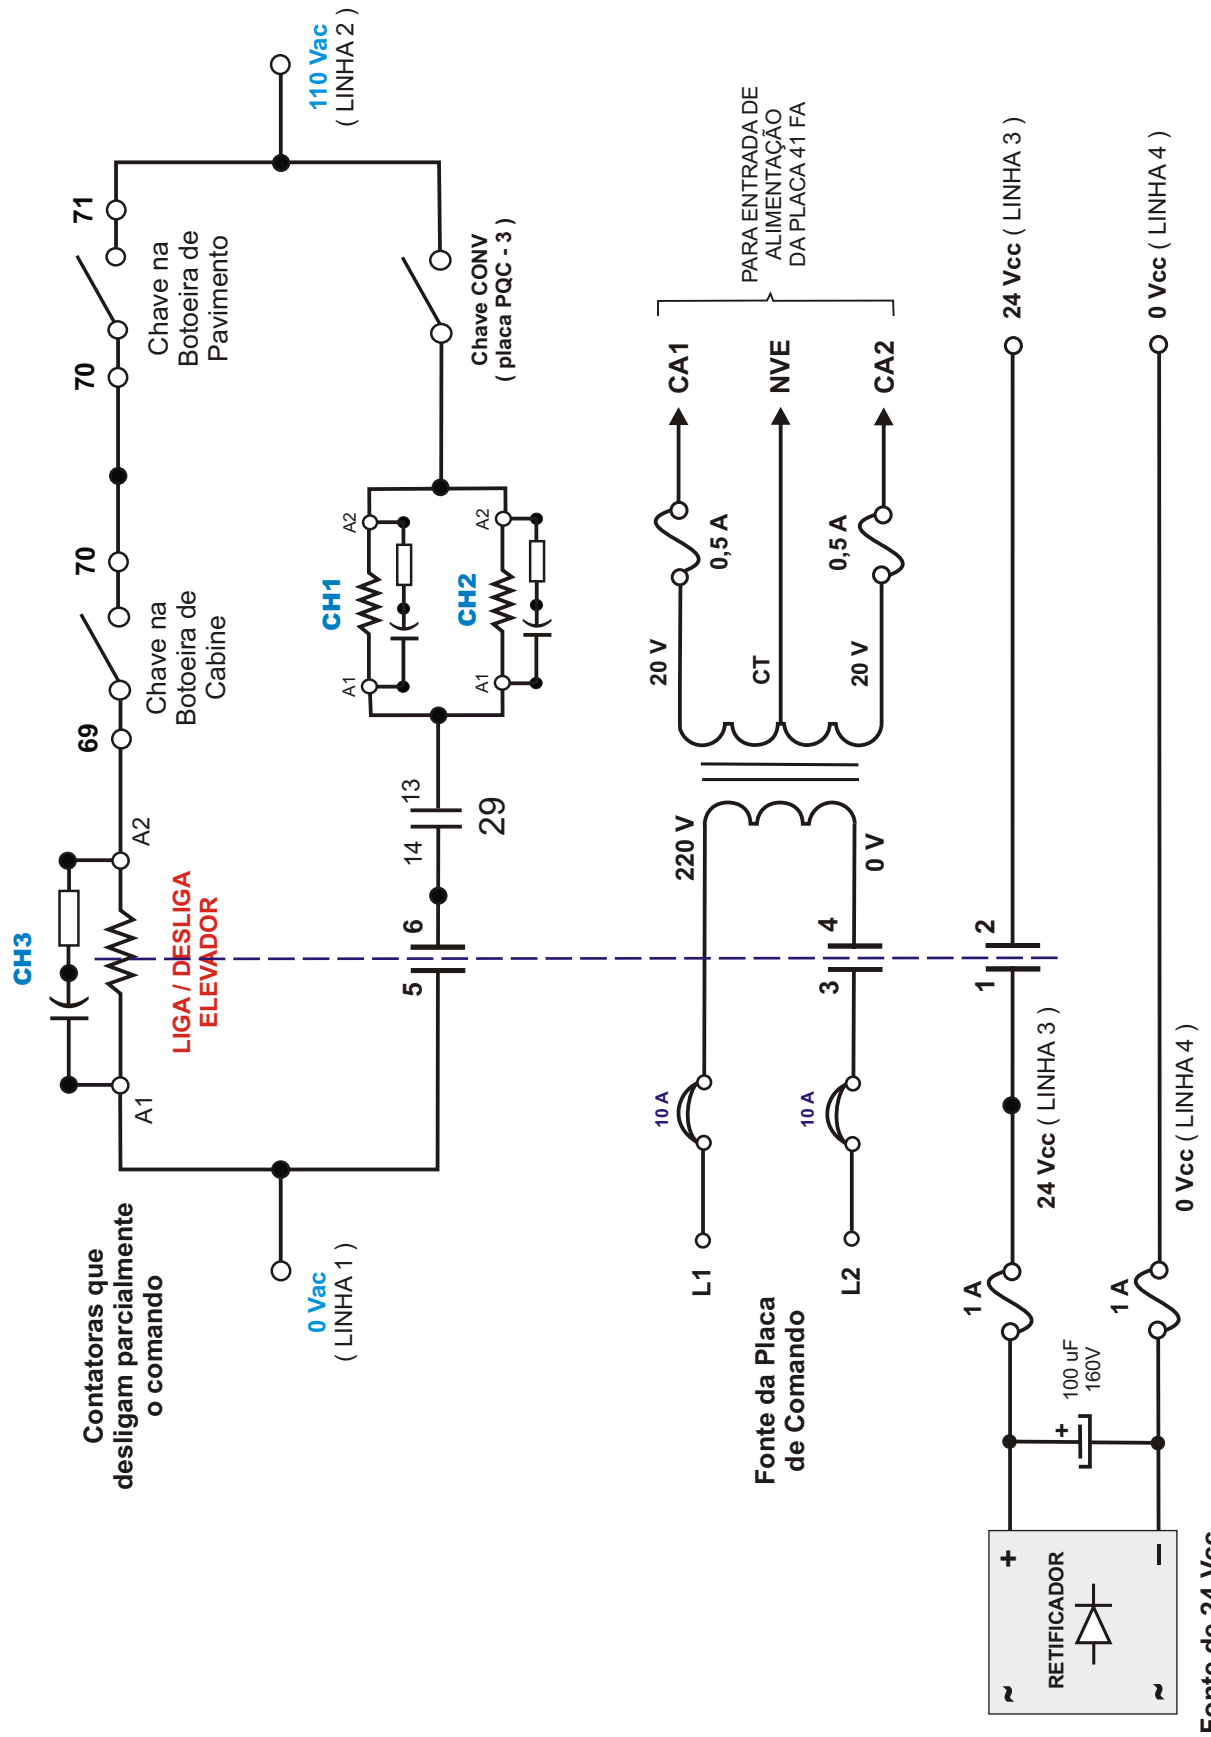 Contatoras que
desligam parcialmente
o comando
0 Vac
( LINHA 1 )
CH3
A1
A2
LIGA / DESLIGA
ELEVADOR
69
Chave na
Botoeira de
Cabine
70
70
Chave na
Botoeira de
Pavimento
71
110 Vac
( LINHA 2 )
5
6
14
13
29
CH1
A1
A2
CH2
A1
A2
Chave CONV
( placa PQC - 3 )
Fonte da Placa
de Comando
L1
L2
10 A
10 A
3
4
220 V
0 V
20 V
CT
20 V
0,5 A
0,5 A
CA1
NVE
CA2
PARA ENTRADA DE
ALIMENTAÇÃO
DA PLACA 41 FA
Fonte de 24 Vcc
RETIFICADOR
~
~
+
−
+
100 uF
160V
1 A
1 A
24 Vcc ( LINHA 3 )
0 Vcc ( LINHA 4 )
1
2
24 Vcc ( LINHA 3 )
0 Vcc ( LINHA 4 )